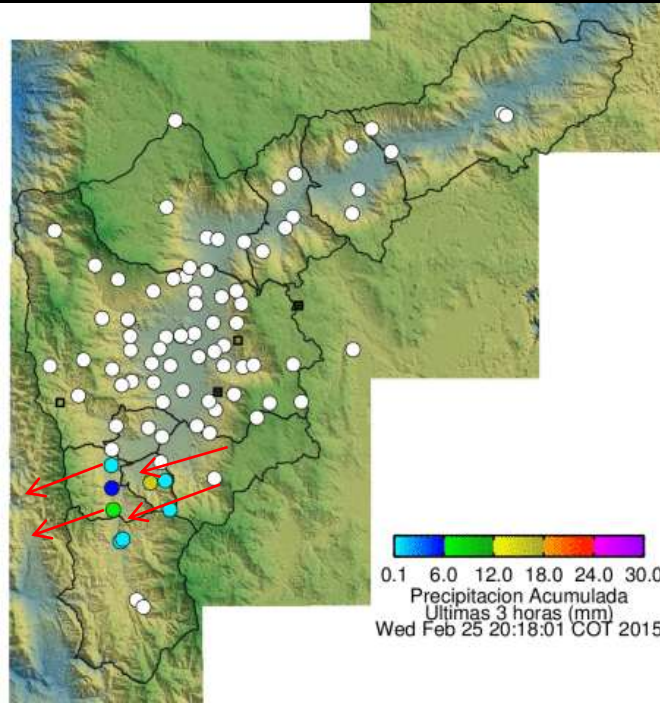 0.1 6.0 12.0 18.0 24.0 30.0
Precipitacion Acumulada
Ultimas 3 horas (mm)
Wed Feb 25 20:18:01 COT 2015